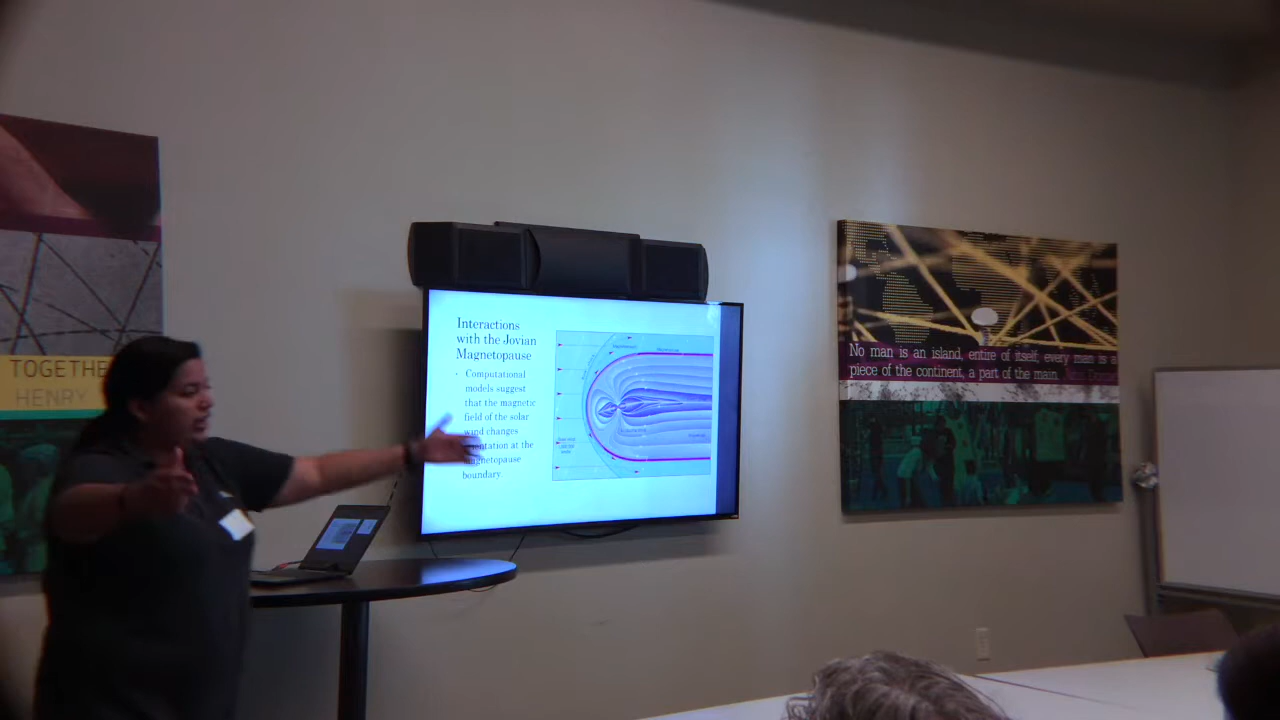 TOGETHE
HENRY
Interactions
with the Jovian
Magnetopause
· Computational
models suggest
that the magnetic
field of the solar
wind changes
at the
magnetopause
boundary.
No man is an island, entire of itself; every man is a
piece of the continent, a part of the main.